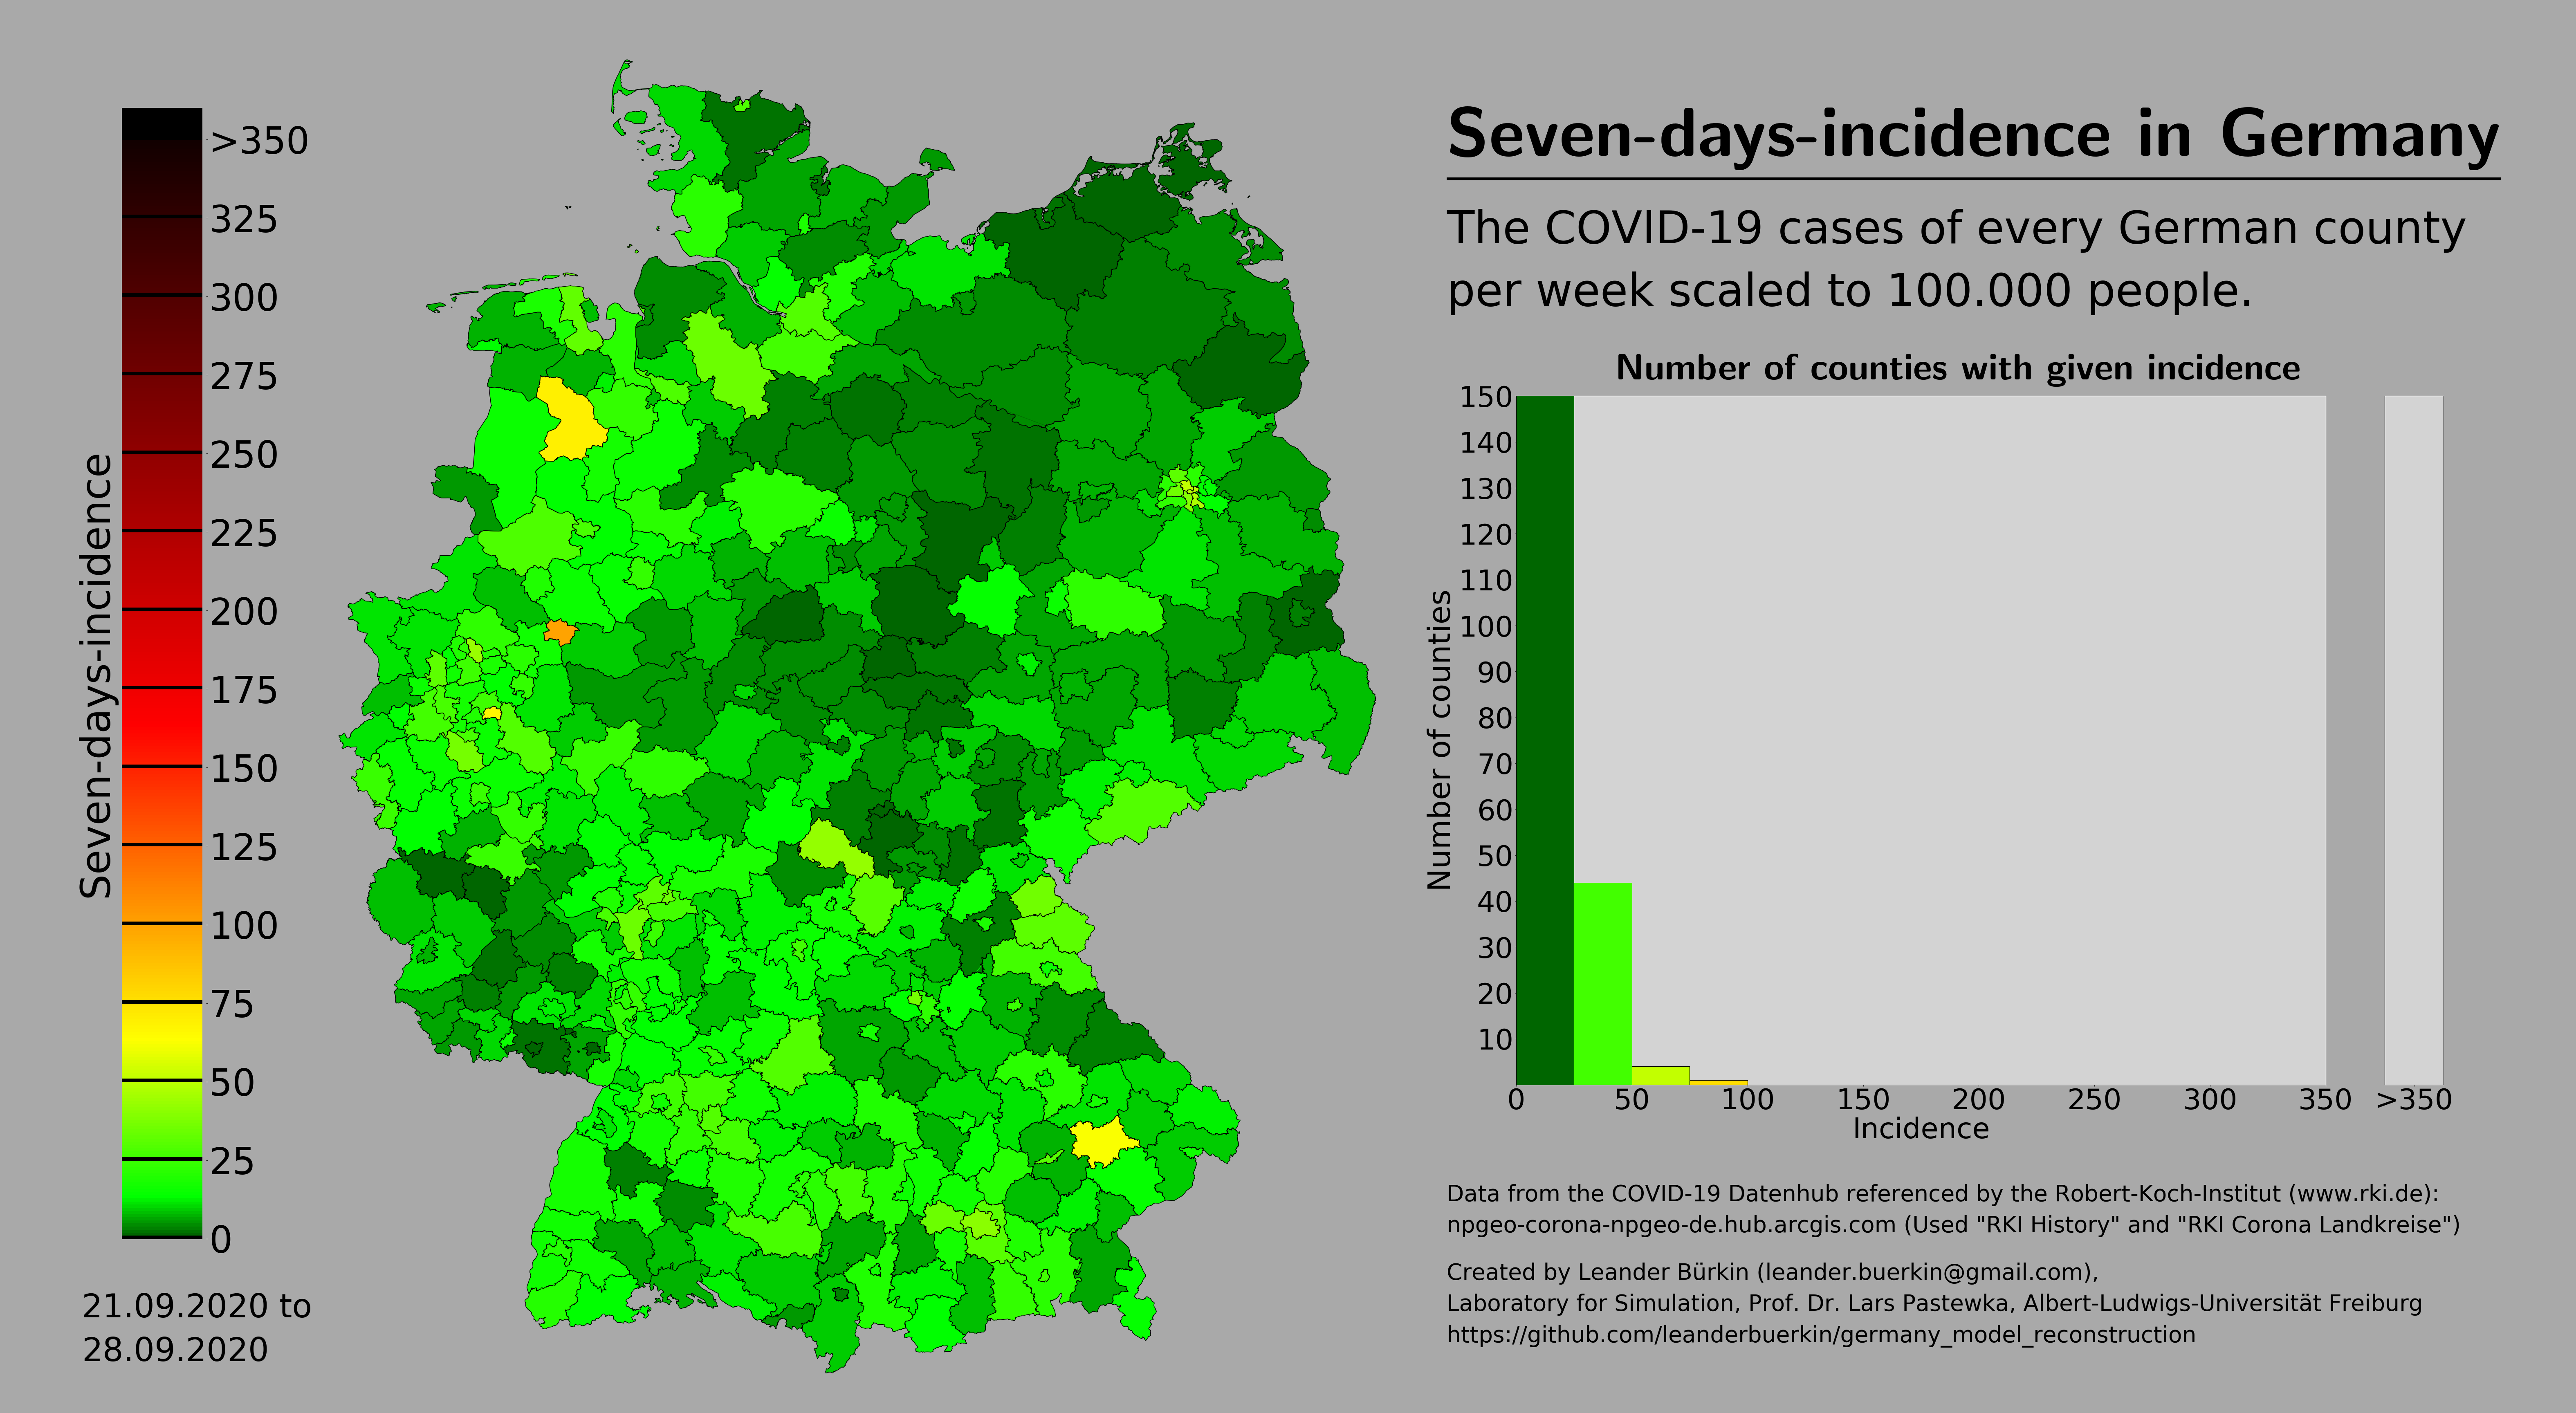 Seven-days-incidence in Germany
The COVID-19 cases of every German county
per week scaled to 100.000 people.
Seven-days-incidence
>350
325
300
275
250
225
200
175
150
125
100
75
50
25
0
21.09.2020 to
28.09.2020
Number of counties with given incidence
Number of counties
150
140
130
120
110
100
90
80
70
60
50
40
30
20
10
0 50 100 150 200 250 300 350 >350
Incidence
Data from the COVID-19 Datenhub referenced by the Robert-Koch-Institut (www.rki.de):
npgeo-corona-npgeo-de.hub.arcgis.com (Used "RKI History" and "RKI Corona Landkreise")
Created by Leander Bürkin (leander.buerkin@gmail.com),
Laboratory for Simulation, Prof. Dr. Lars Pastewka, Albert-Ludwigs-Universität Freiburg
https://github.com/leanderbuerkin/germany_model_reconstruction